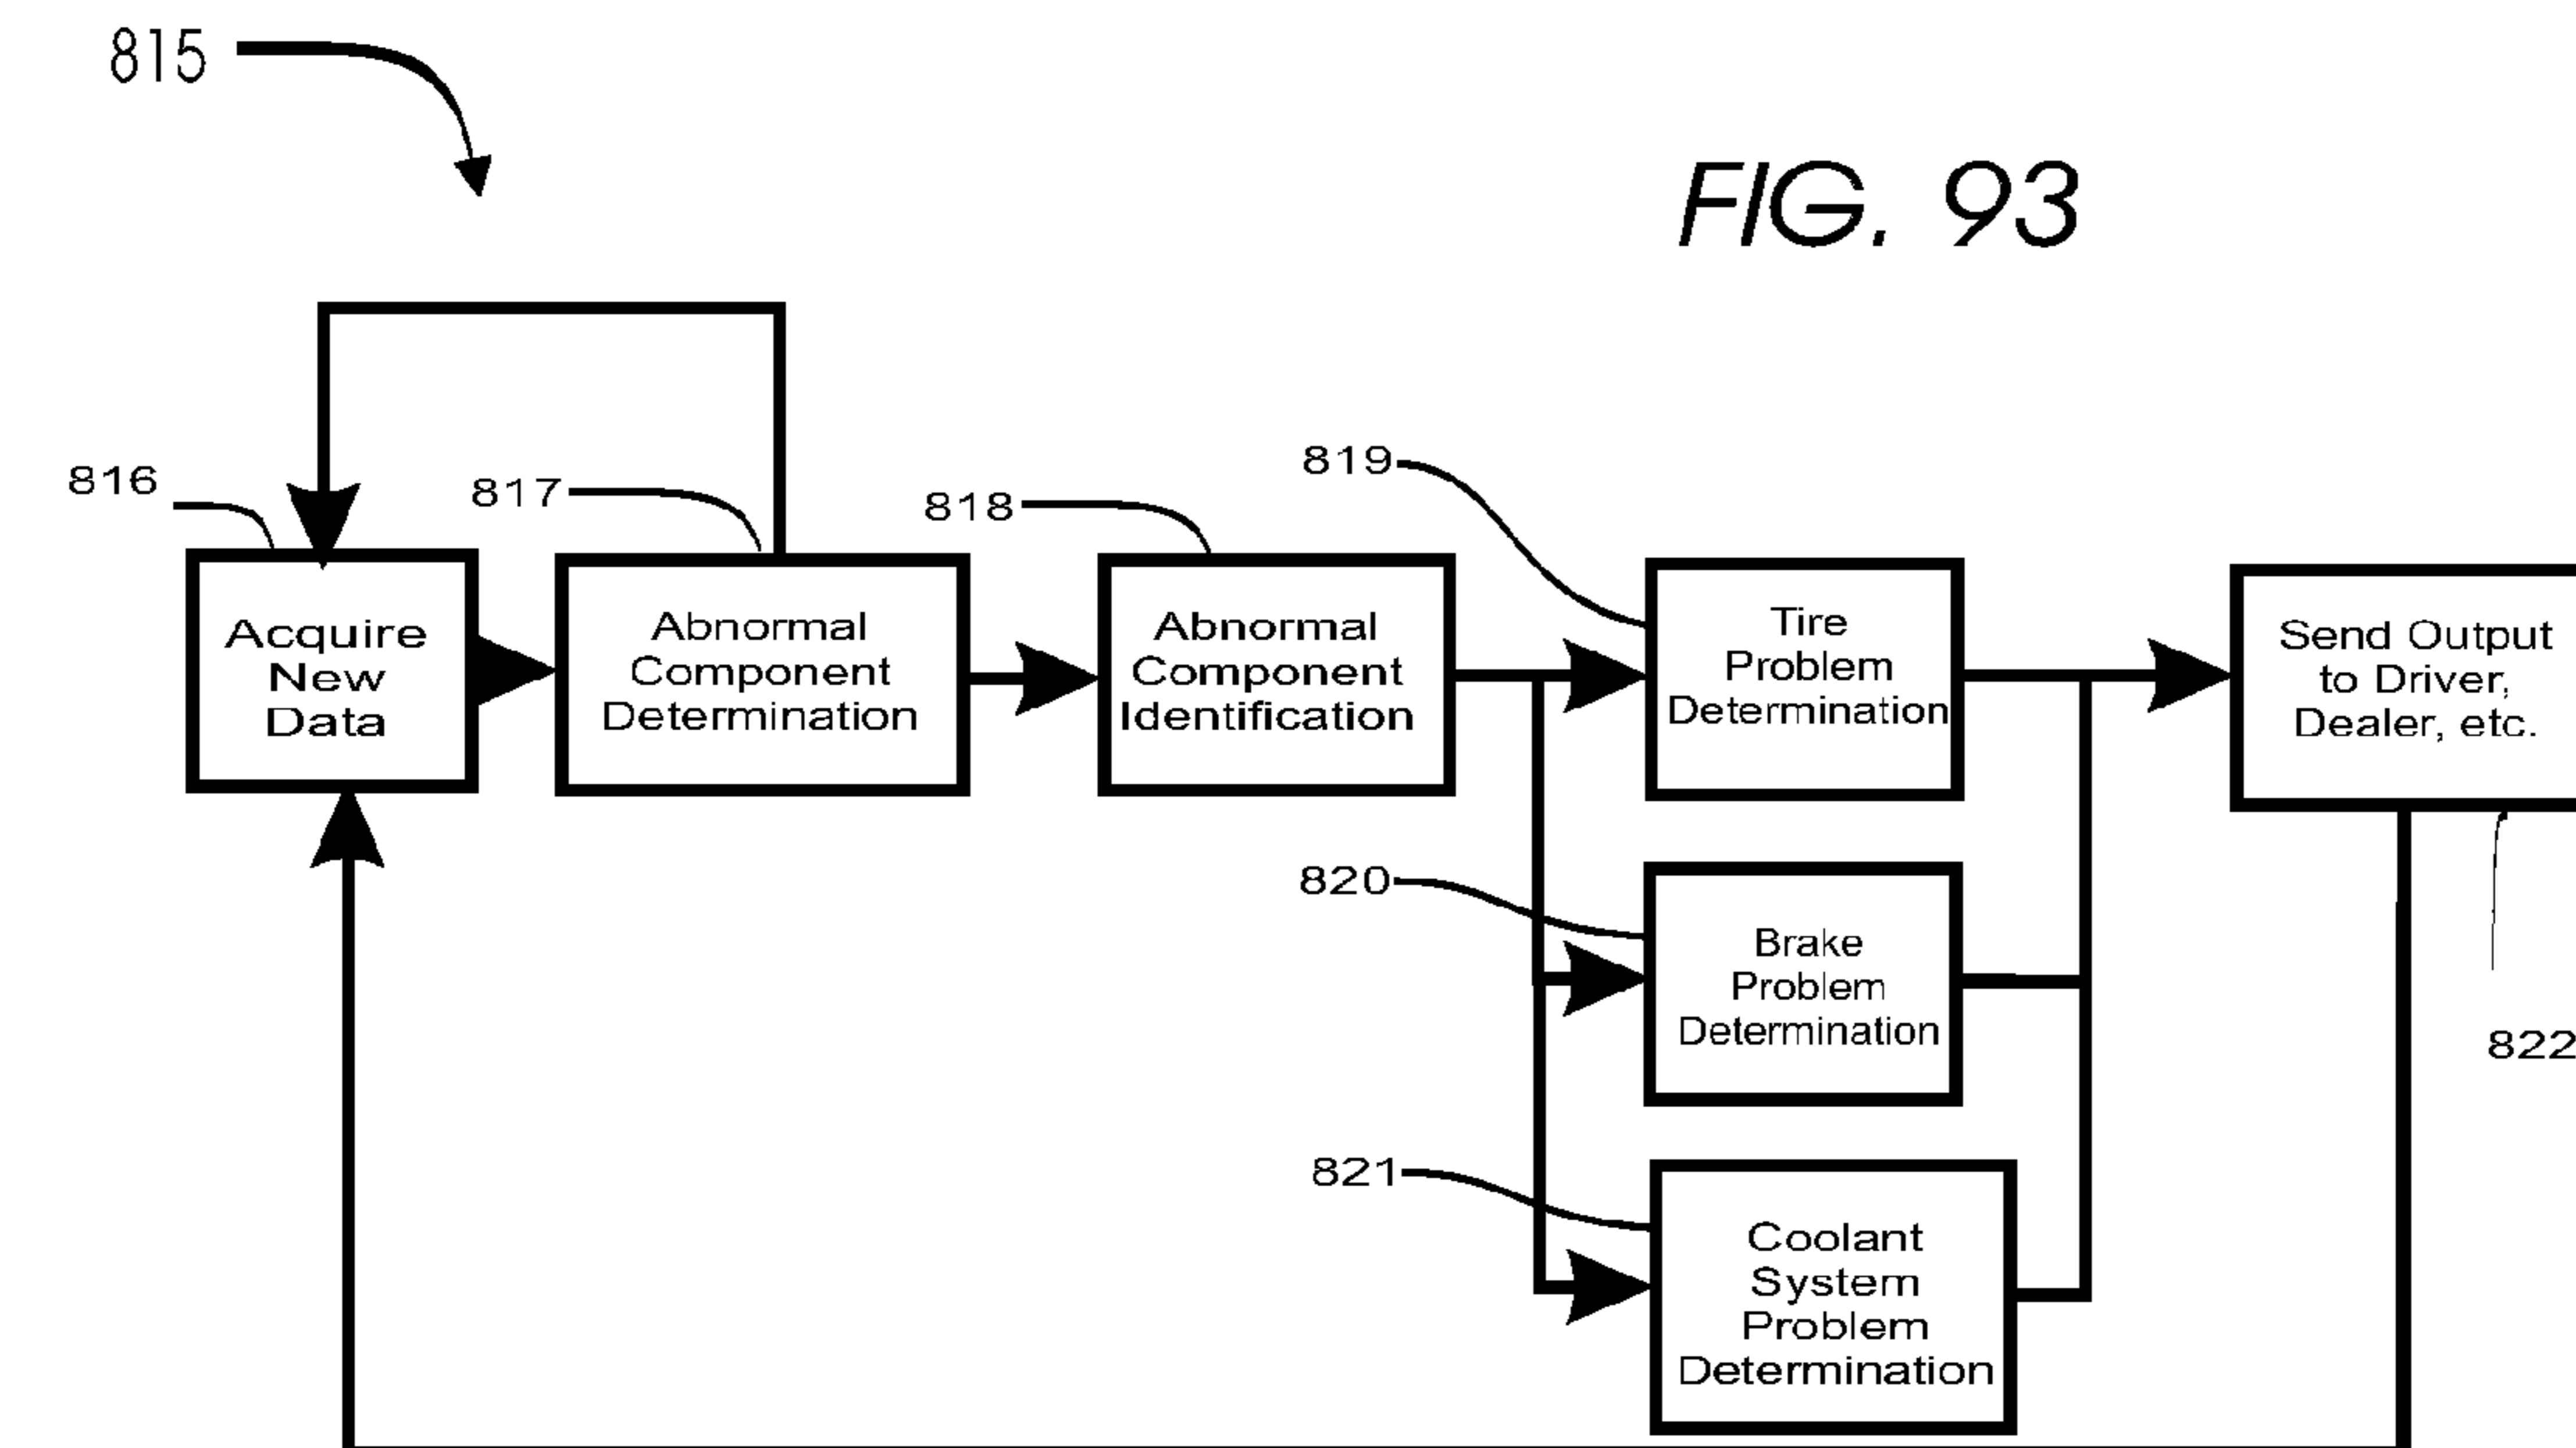 815
FIG. 93
816
817
818
819
Acquire
New
Data
Abnormal
Component
Determination
Abnormal
Component
Identification
Tire
Problem
Determination
Send Output
to Driver,
Dealer, etc.
820
Brake
Problem
Determination
822
821
Coolant
System
Problem
Determination